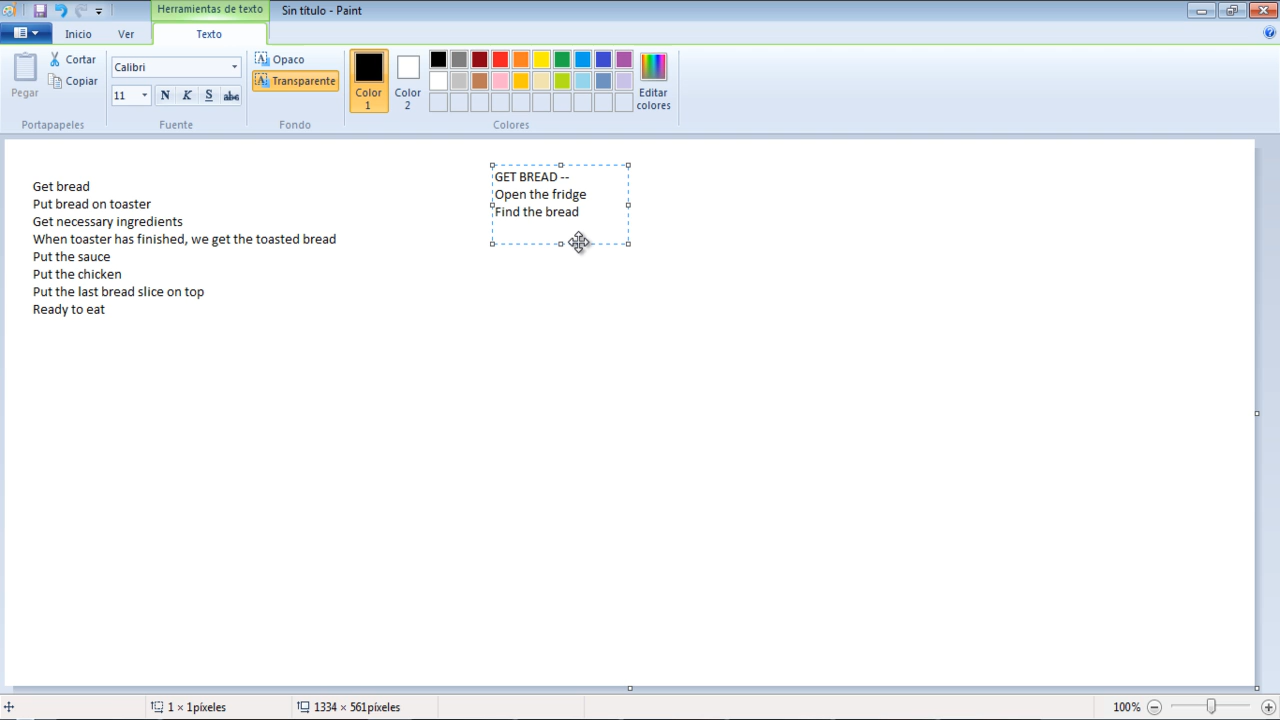 Herramientas de texto
Sin título - Paint
Inicio
Ver
Texto
Pegar
Cortar
Copiar
Portapapeles
Calibri
11
N K S abc
Fuente
Opaco
Transparente
Fondo
Color 1
Color 2
Editar colores
Colores
Get bread
Put bread on toaster
Get necessary ingredients
When toaster has finished, we get the toasted bread
Put the sauce
Put the chicken
Put the last bread slice on top
Ready to eat
GET BREAD --
Open the fridge
Find the bread
1 × 1píxeles
1334 × 561píxeles
100%